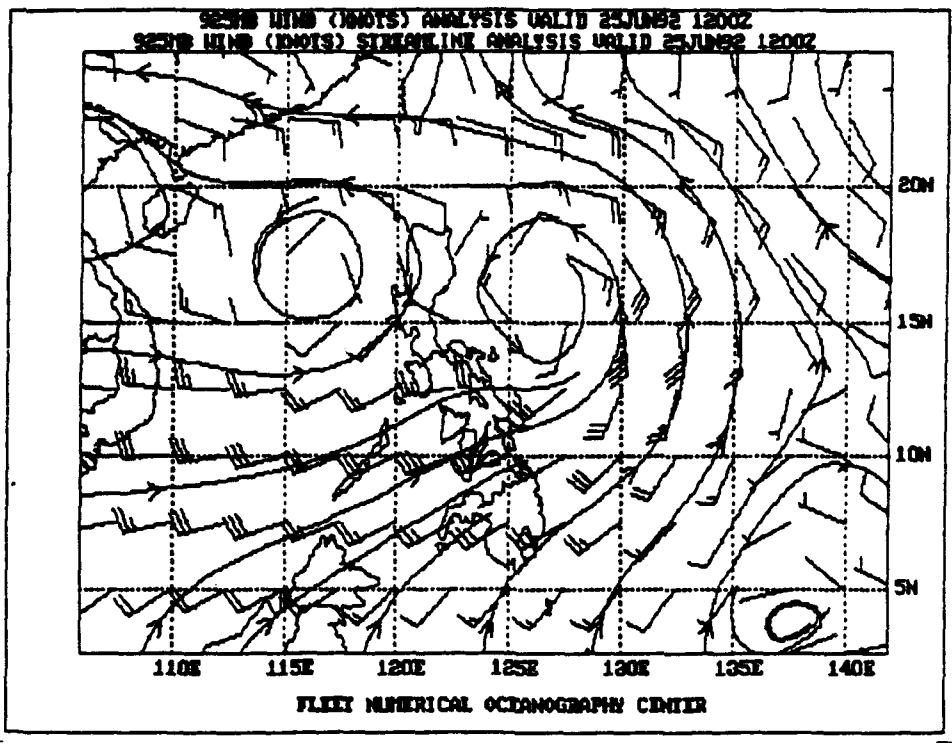 925MB WIND (KNOTS) ANALYSIS VALID 25JUN92 1200Z
925MB WIND (KNOTS) STREAMLINE ANALYSIS VALID 25JUN92 1200Z
20N
15N
10N
5N
110E 115E 120E 125E 130E 135E 140E
FLEET NUMERICAL OCEANOGRAPHY CENTER